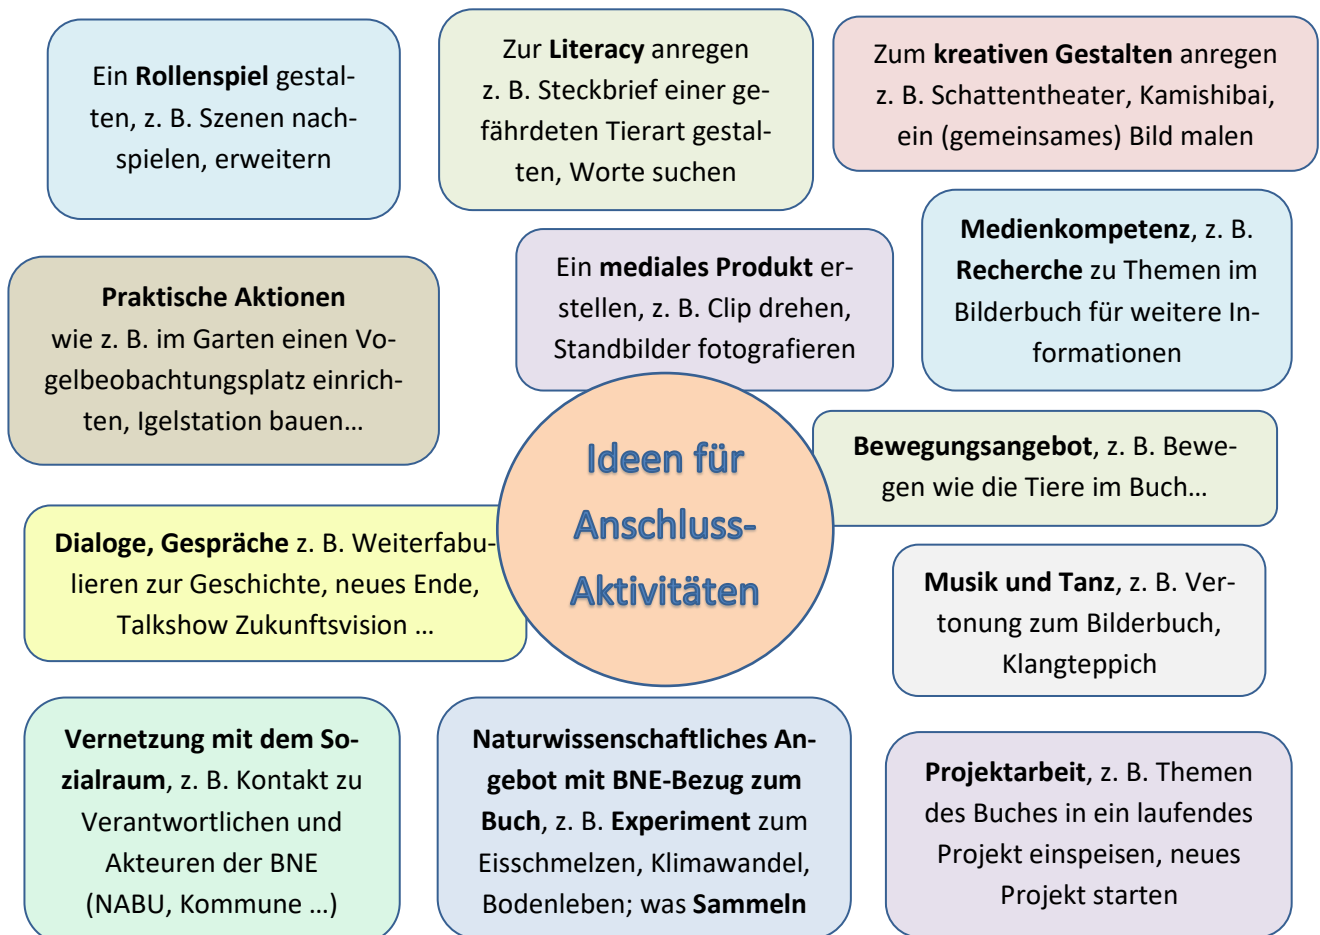 Ein Rollenspiel gestal-
ten, z. B. Szenen nach-
spielen, erweitern
Zur Literacy anregen
z. B. Steckbrief einer ge-
fährdeten Tierart gestal-
ten, Worte suchen
Zum kreativen Gestalten anregen
z. B. Schattentheater, Kamishibai,
ein (gemeinsames) Bild malen
Praktische Aktionen
wie z. B. im Garten einen Vo-
gelbeobachtungsplatz einrich-
ten, Igelstation bauen…
Ein mediales Produkt er-
stellen, z. B. Clip drehen,
Standbilder fotografieren
Medienkompetenz, z. B.
Recherche zu Themen im
Bilderbuch für weitere In-
formationen
Ideen für
Anschluss-
Aktivitäten
Bewegungsangebot, z. B. Bewe-
gen wie die Tiere im Buch…
Dialoge, Gespräche z. B. Weiterfabu-
lieren zur Geschichte, neues Ende,
Talkshow Zukunftsvision …
Musik und Tanz, z. B. Ver-
tonung zum Bilderbuch,
Klangteppich
Vernetzung mit dem So-
zialraum, z. B. Kontakt zu
Verantwortlichen und
Akteuren der BNE
(NABU, Kommune …)
Naturwissenschaftliches An-
gebot mit BNE-Bezug zum
Buch, z. B. Experiment zum
Eisschmelzen, Klimawandel,
Bodenleben; was Sammeln
Projektarbeit, z. B. Themen
des Buches in ein laufendes
Projekt einspeisen, neues
Projekt starten